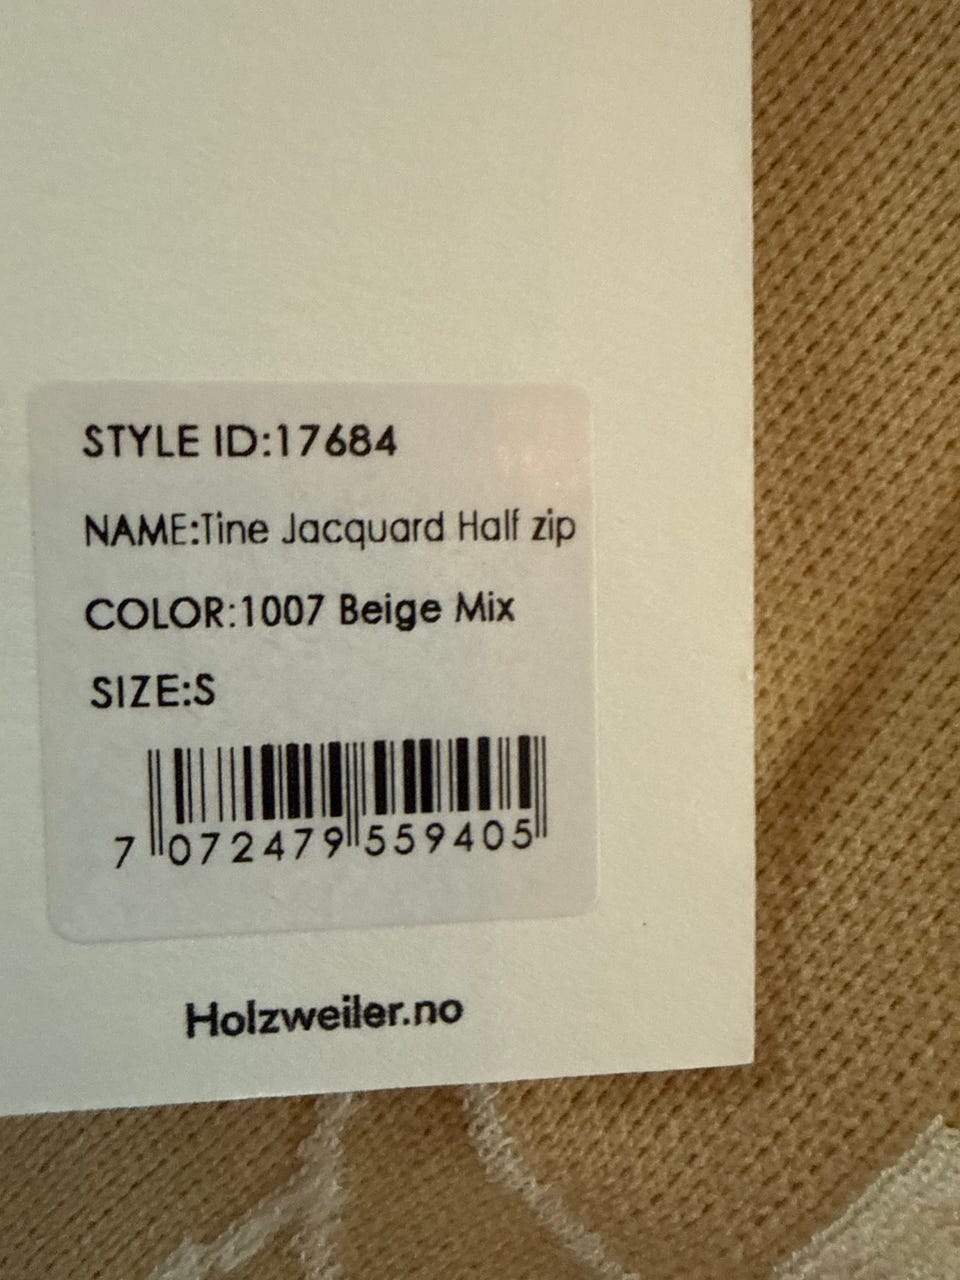 STYLE ID:17684
NAME:Tine Jacquard Half zip
COLOR:1007 Beige Mix
SIZE:S
7 072479 559405
Holzweiler.no